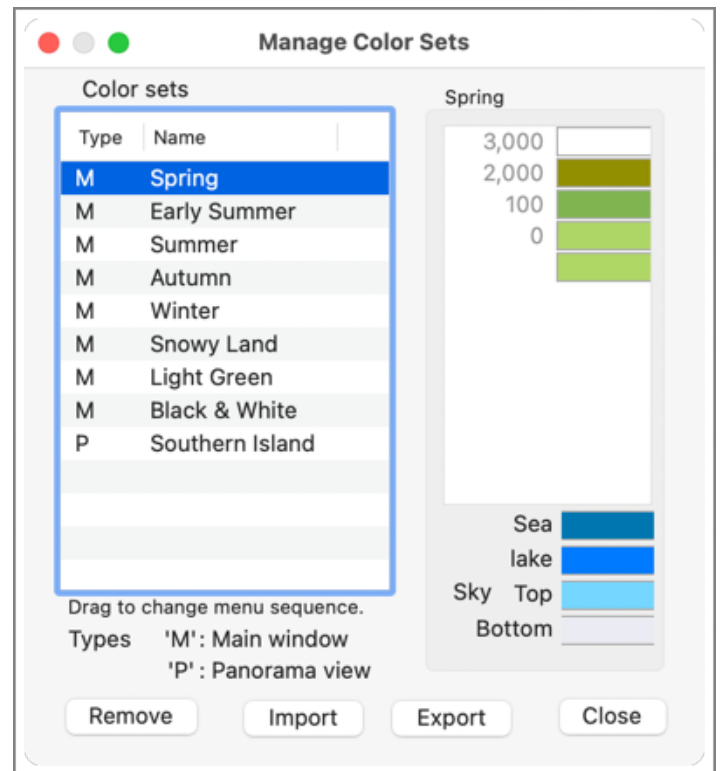 Manage Color Sets
Color sets
Type Name
M Spring
M Early Summer
M Summer
M Autumn
M Winter
M Snowy Land
M Light Green
M Black & White
P Southern Island
Drag to change menu sequence.
Types 'M' : Main window
'P' : Panorama view
Spring
3,000
2,000
100
0
Sea
lake
Sky Top
Bottom
Remove Import Export Close